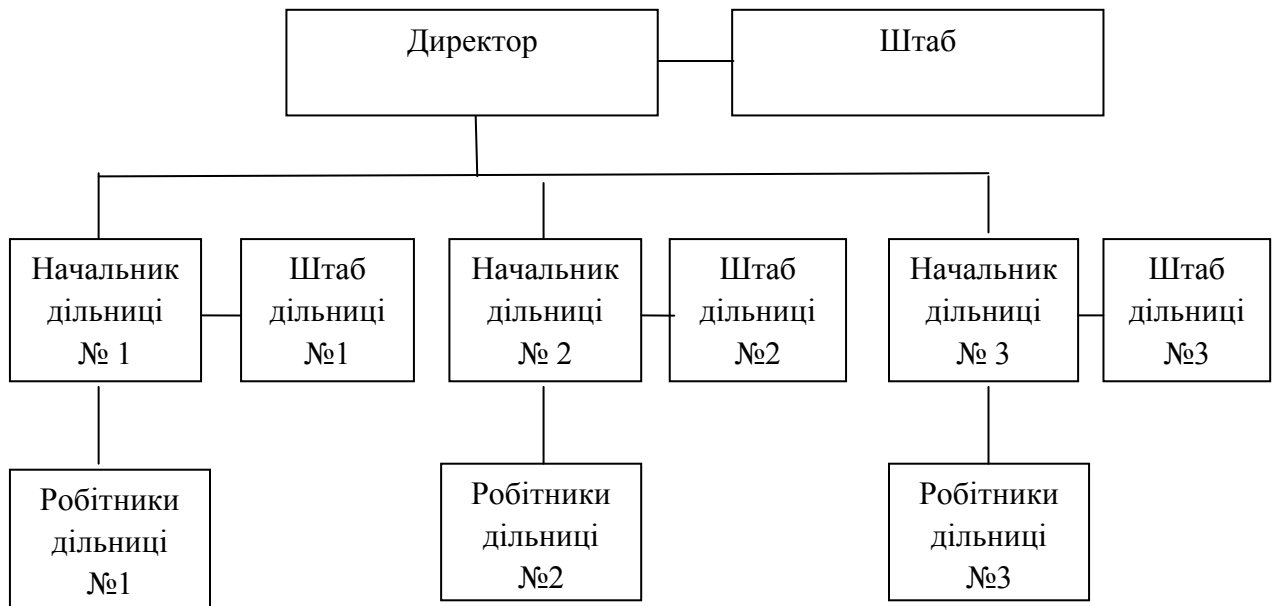 Директор
Штаб
Начальник
дільниці
№ 1
Штаб
дільниці
№1
Начальник
дільниці
№ 2
Штаб
дільниці
№2
Начальник
дільниці
№ 3
Штаб
дільниці
№3
Робітники
дільниці
№1
Робітники
дільниці
№2
Робітники
дільниці
№3